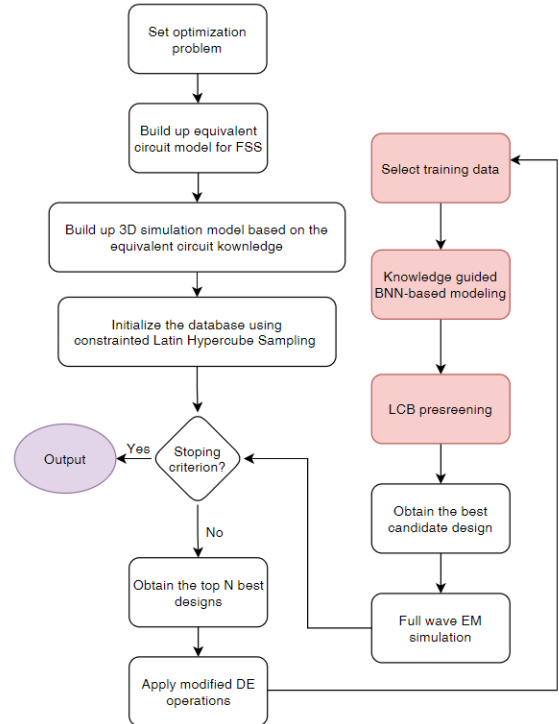 Set optimization
problem
Build up equivalent
circuit model for FSS
Build up 3D simulation model based on the
equivalent circuit kownledge
Initialize the database using
constrainted Latin Hypercube Sampling
Stoping
criterion?
Yes
Output
No
Obtain the top N best
designs
Apply modified DE
operations
Select training data
Knowledge guided
BNN-based modeling
LCB presreening
Obtain the best
candidate design
Full wave EM
simulation